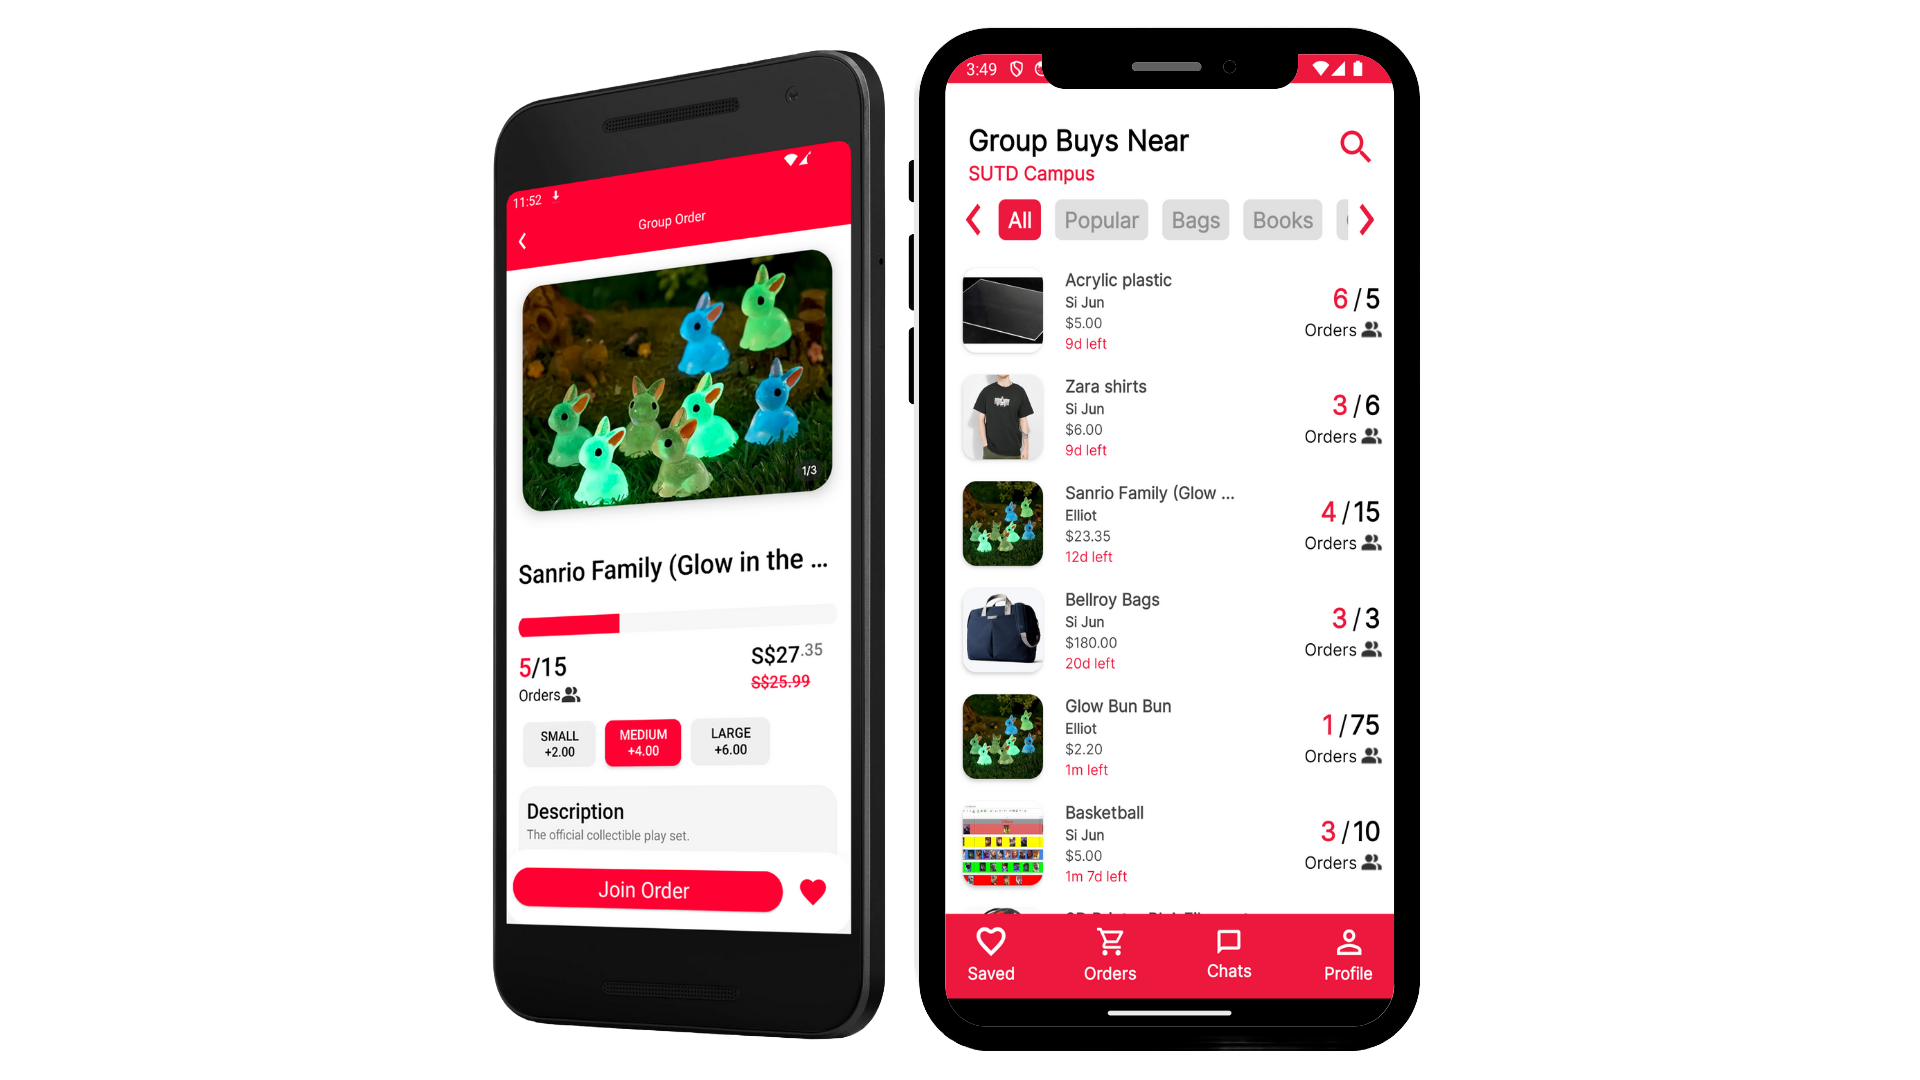 11:52
Group Order
1/3
Sanrio Family (Glow in the ...
5/15
Orders
S$27.35
S$25.99
SMALL
+2.00
MEDIUM
+4.00
LARGE
+6.00
Description
The official collectible play set.
Join Order
3:49
Group Buys Near
SUTD Campus
All
Popular
Bags
Books
Acrylic plastic
Si Jun
$5.00
9d left
6/5
Orders
Zara shirts
Si Jun
$6.00
9d left
3/6
Orders
Sanrio Family (Glow ...
Elliot
$23.35
12d left
4/15
Orders
Bellroy Bags
Si Jun
$180.00
20d left
3/3
Orders
Glow Bun Bun
Elliot
$2.20
1m left
1/75
Orders
Basketball
Si Jun
$5.00
1m 7d left
3/10
Orders
Saved
Orders
Chats
Profile